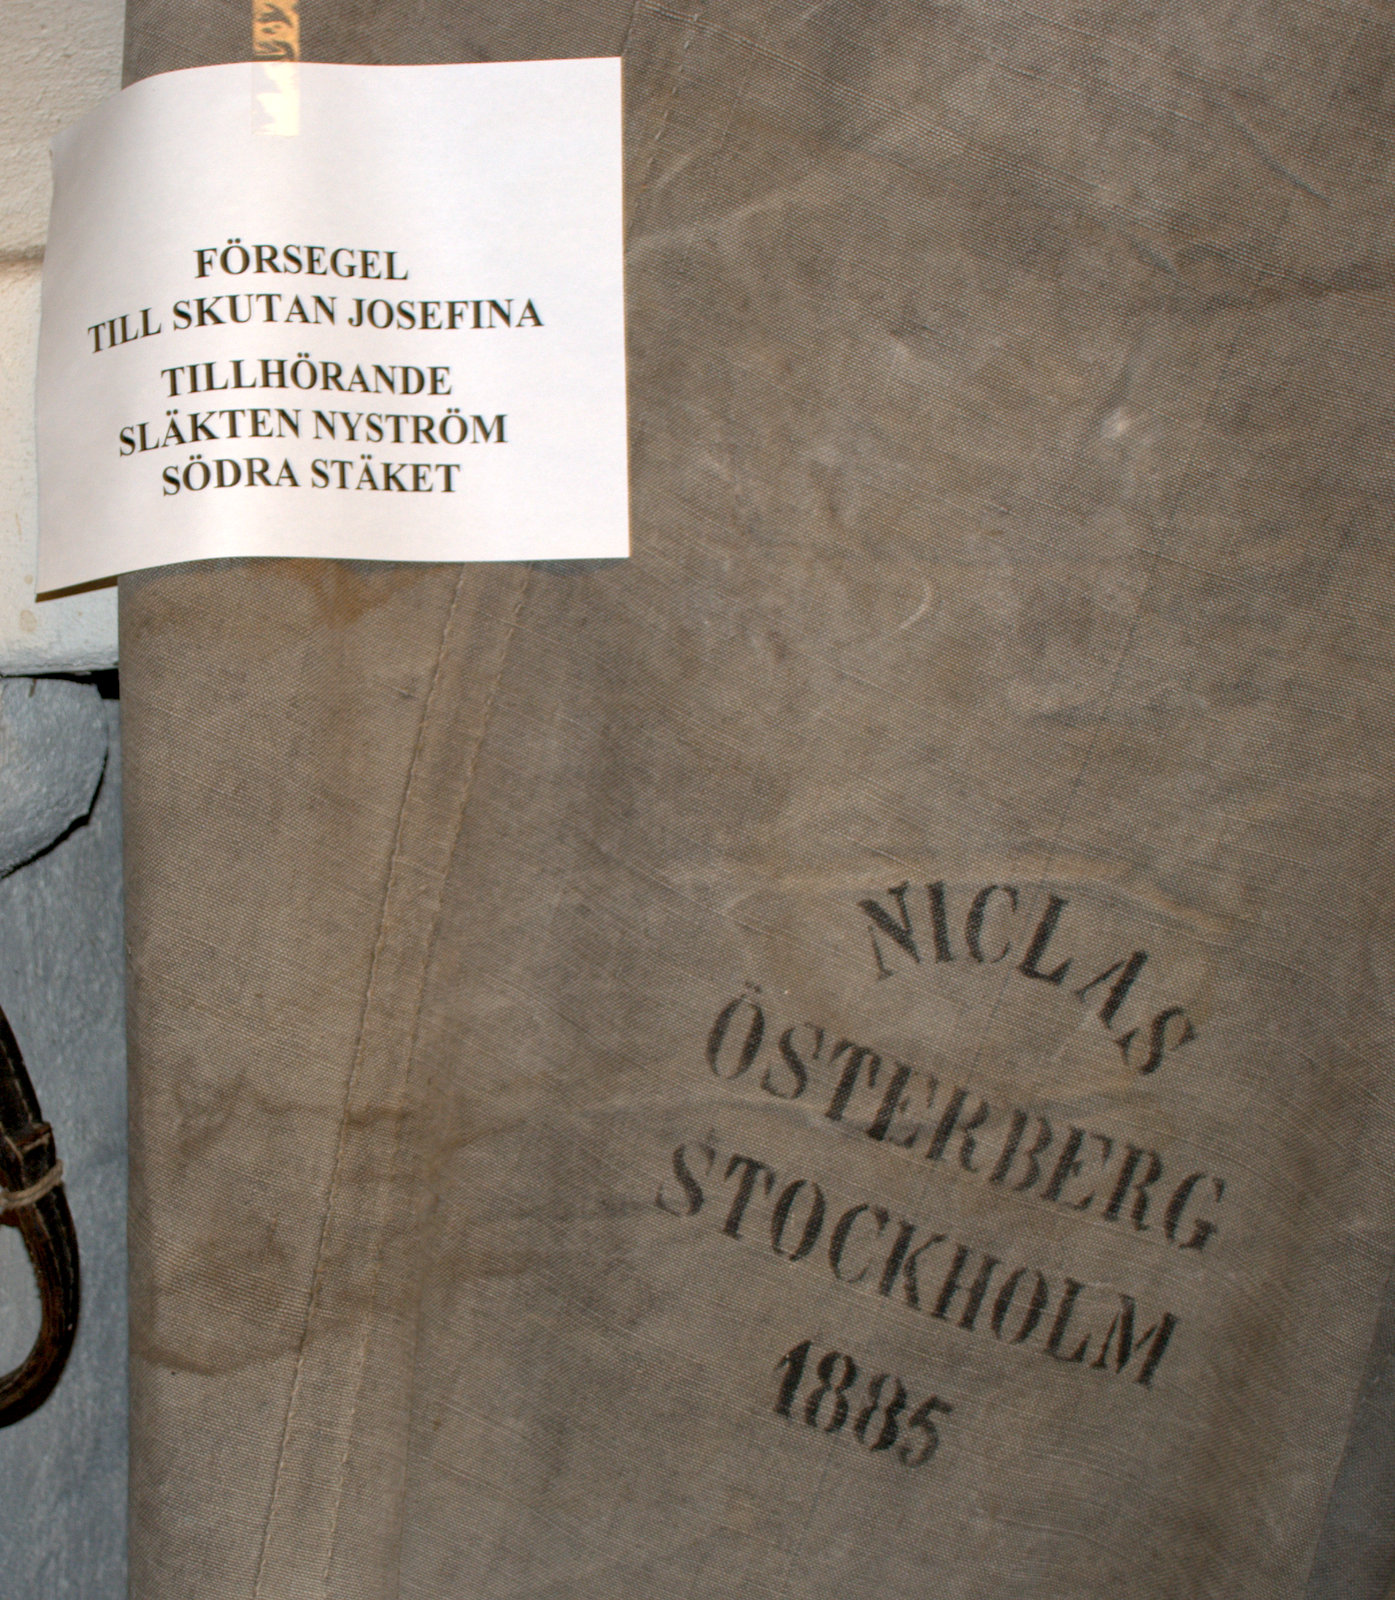 FÖRSEGEL
TILL SKUTAN JOSEFINA
TILLHÖRANDE
SLÄKTEN NYSTRÖM
SÖDRA STÄKET
NICLAS
ÖSTERBERG
STOCKHOLM
1885